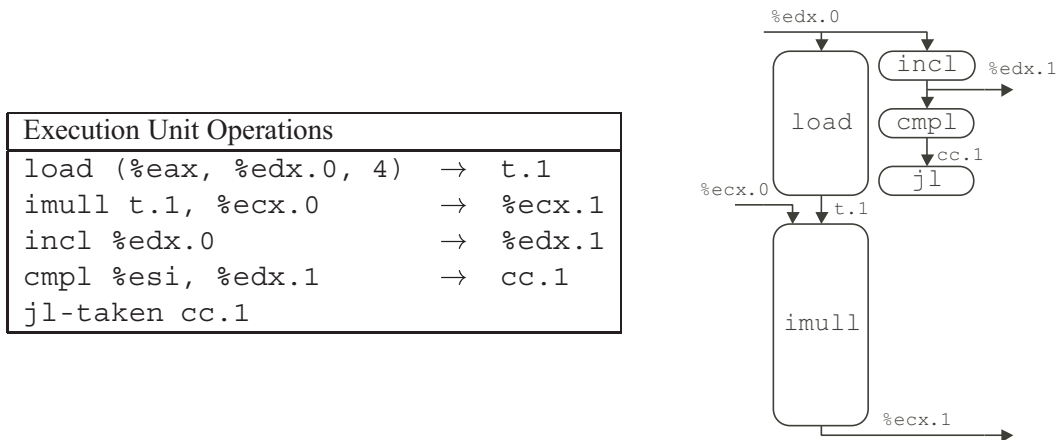 Execution Unit Operations
load (%eax, %edx.0, 4) → t.1
imull t.1, %ecx.0 → %ecx.1
incl %edx.0 → %edx.1
cmpl %esi, %edx.1 → cc.1
jl-taken cc.1
%edx.0
incl
%edx.1
load
cmpl
cc.1
jl
%ecx.0
t.1
imull
%ecx.1